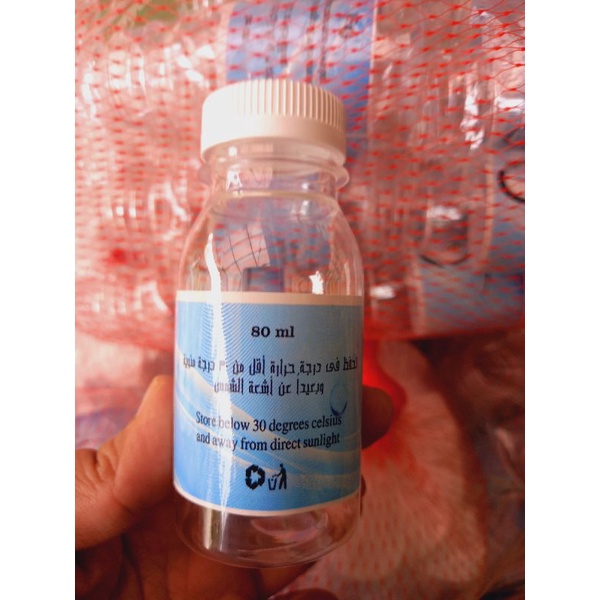 80 ml
تحفظ فى درجة حرارة أقل من ٣٠ درجة مئوية
وبعيدا عن أشعة الشمس
Store below 30 degrees celsius
and away from direct sunlight